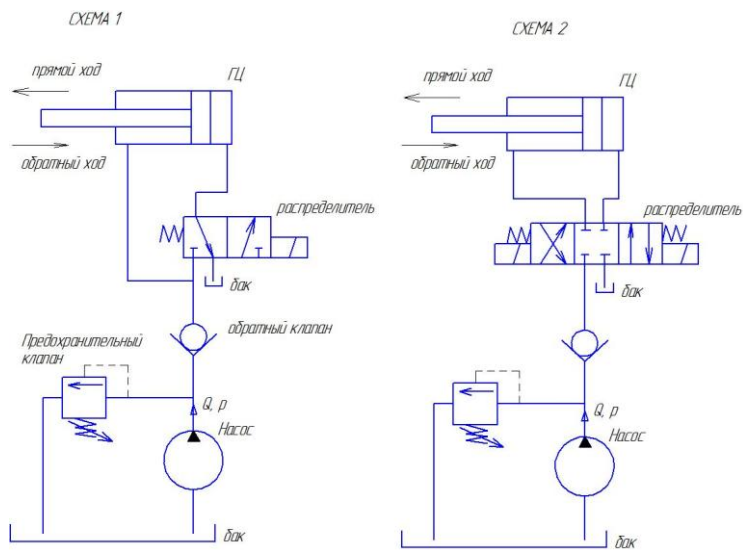 СХЕМА 1
прямой ход
ГЦ
обратный ход
распределитель
бак
обратный клапан
Предохранительный
клапан
Q, p
Насос
бак
СХЕМА 2
прямой ход
ГЦ
обратный ход
распределитель
бак
Q, p
Насос
бак